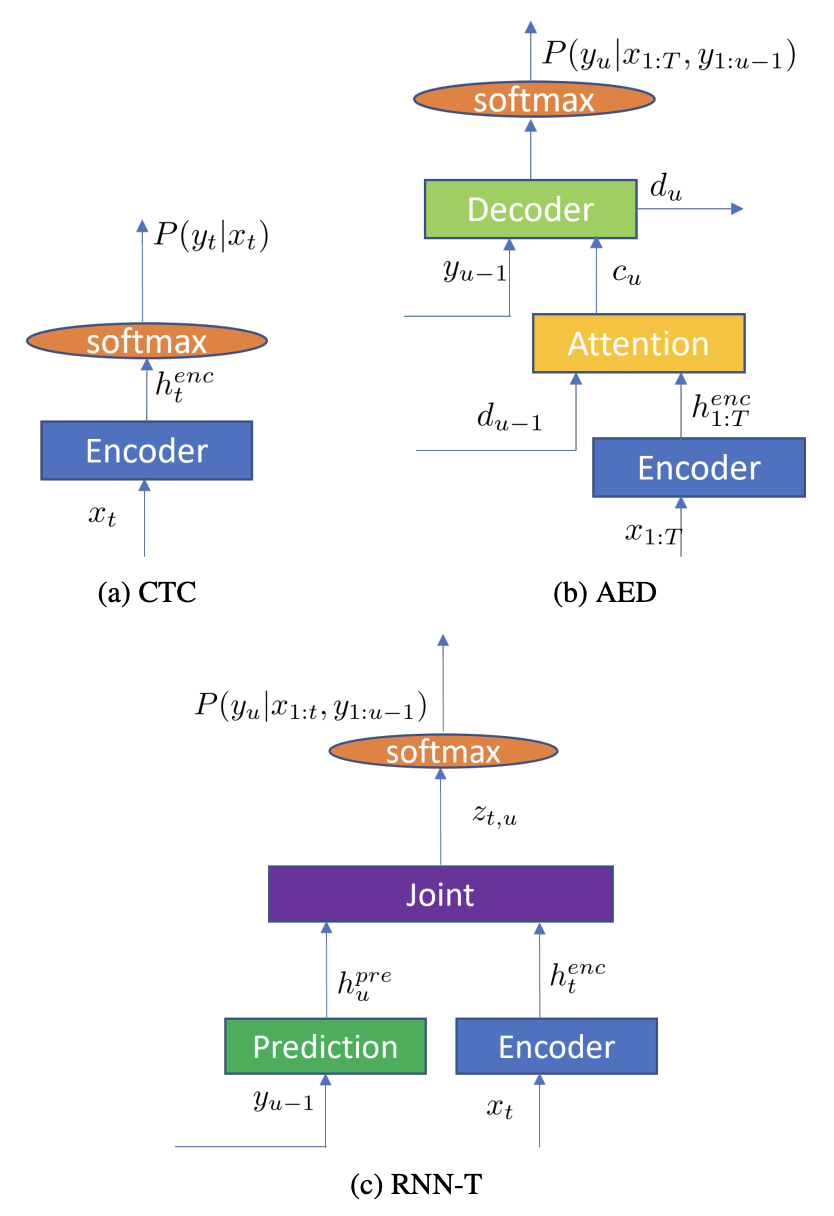 P(y_t|x_t)
softmax
h_t^{enc}
Encoder
x_t
(a) CTC
P(y_u|x_{1:T}, y_{1:u−1})
softmax
Decoder
d_u
y_{u−1}
c_u
Attention
d_{u−1}
h_{1:T}^{enc}
Encoder
x_{1:T}
(b) AED
P(y_u|x_{1:t}, y_{1:u−1})
softmax
z_{t,u}
Joint
h_u^{pre}
h_t^{enc}
Prediction
Encoder
y_{u−1}
x_t
(c) RNN-T